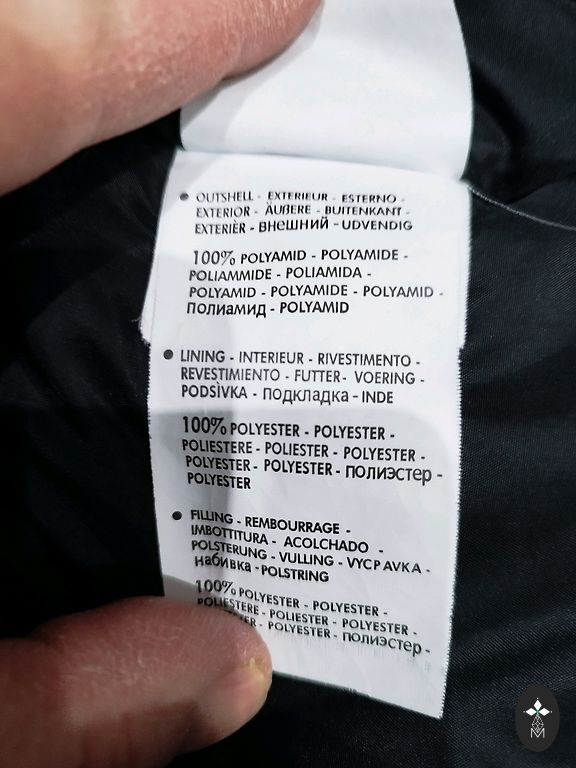 • OUTSHELL - EXTERIEUR - ESTERNO -
EXTERIOR - ÄUßERE - BUITENKANT -
EXTERIÈR - внешний - UDVENDIG
100% POLYAMID - POLYAMIDE -
POLIAMMIDE - POLIAMIDA -
POLYAMID - POLYAMIDE - POLYAMID -
полиамид - POLYAMID
• LINING - INTERIEUR - RIVESTIMENTO -
REVESTIMIENTO - FUTTER- VOERING -
PODSÌVKA - подкладка - INDE
100% POLYESTER - POLYESTER -
POLIESTERE - POLIESTER - POLYESTER -
POLYESTER - POLYESTER - полиэстер -
POLYESTER
• FILLING - REMBOURRAGE -
IMBOTTITURA - ACOLCHADO -
POLSTERUNG - VULLING - VYCPAVKA -
набивка - POLSTRING
100% POLYESTER - POLYESTER -
POLIESTERE - POLIESTER - POLYESTER -
POLYESTER - полиэстер -